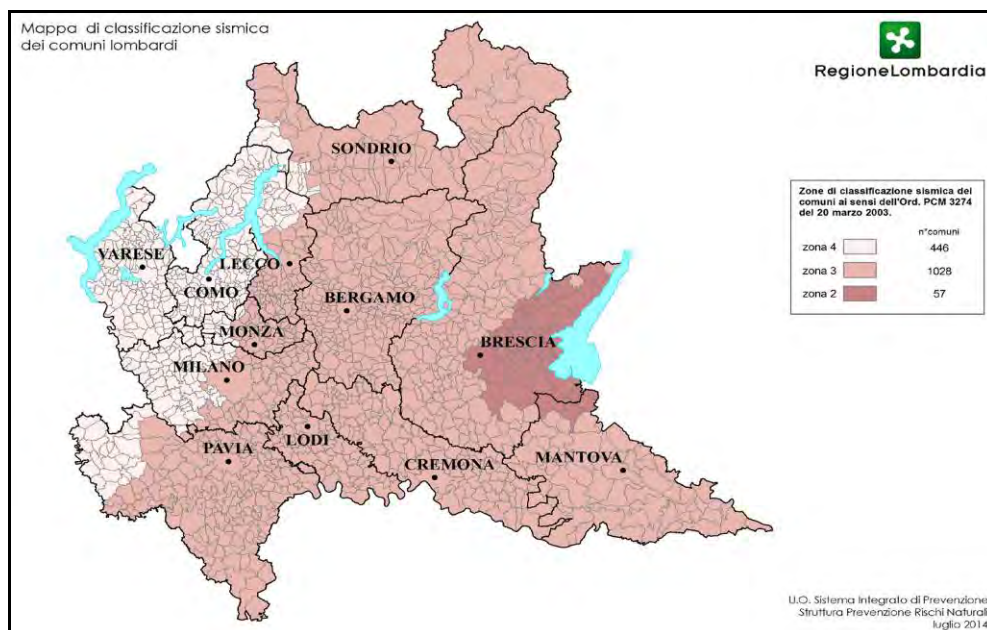 Mappa di classificazione sismica
dei comuni lombardi
RegioneLombardia
SONDRIO
VARESE
COMO
LECCO
BERGAMO
MONZA
BRESCIA
MILANO
PAVIA
LODI
CREMONA
MANTOVA
Zone di classificazione sismica dei
comuni ai sensi dell'Ord. PCM 3274
del 20 marzo 2003.
n°comuni
zona 4 446
zona 3 1028
zona 2 57
U.O. Sistema Integrato di Prevenzione
Struttura Prevenzione Rischi Naturali
luglio 2014